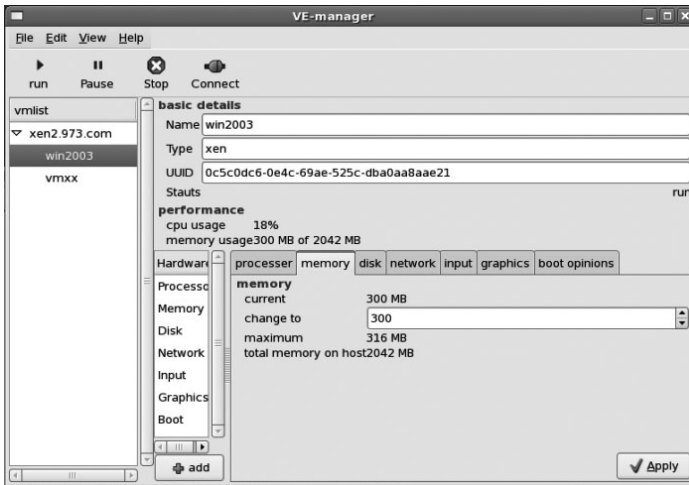 VE-manager
File Edit View Help
run Pause Stop Connect
vmlist
xen2.973.com
win2003
vmxx
basic details
Name win2003
Type xen
UUID 0c5c0dc6-0e4c-69ae-525c-dba0aa8aae21
Stauts run
performance
cpu usage 18%
memory usage300 MB of 2042 MB
Hardware
Processo
Memory
Disk
Network
Input
Graphics
Boot
add
processer memory disk network input graphics boot opinions
memory
current 300 MB
change to 300
maximum 316 MB
total memory on host2042 MB
Apply